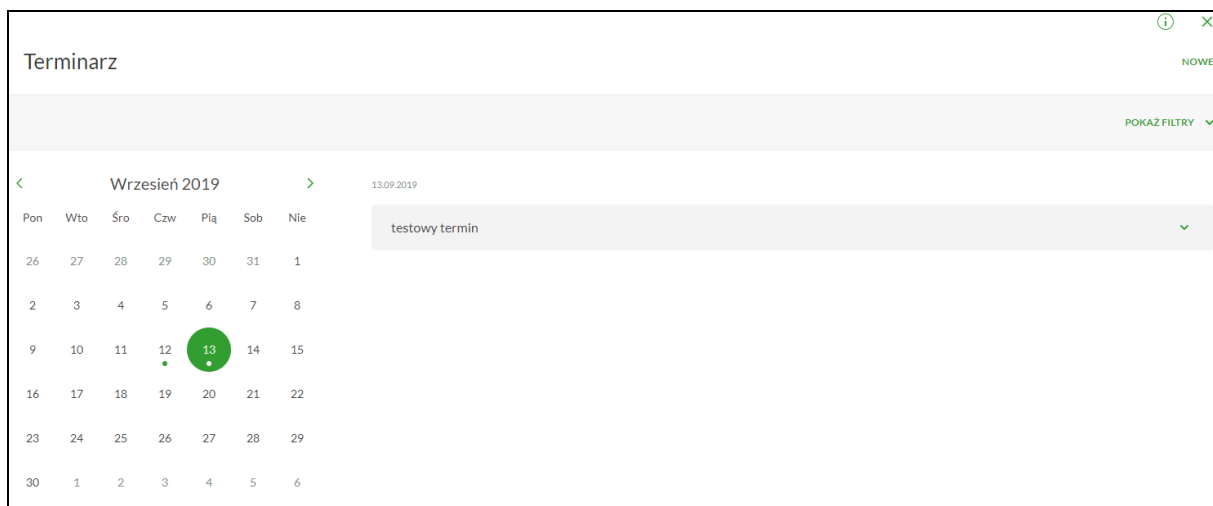 Terminarz
NOWE
POKAŻ FILTRY
Wrzesień 2019
13.09.2019
Pon Wto Śro Czw Pią Sob Nie
testowy termin
26 27 28 29 30 31 1
2 3 4 5 6 7 8
9 10 11 12 13 14 15
16 17 18 19 20 21 22
23 24 25 26 27 28 29
30 1 2 3 4 5 6